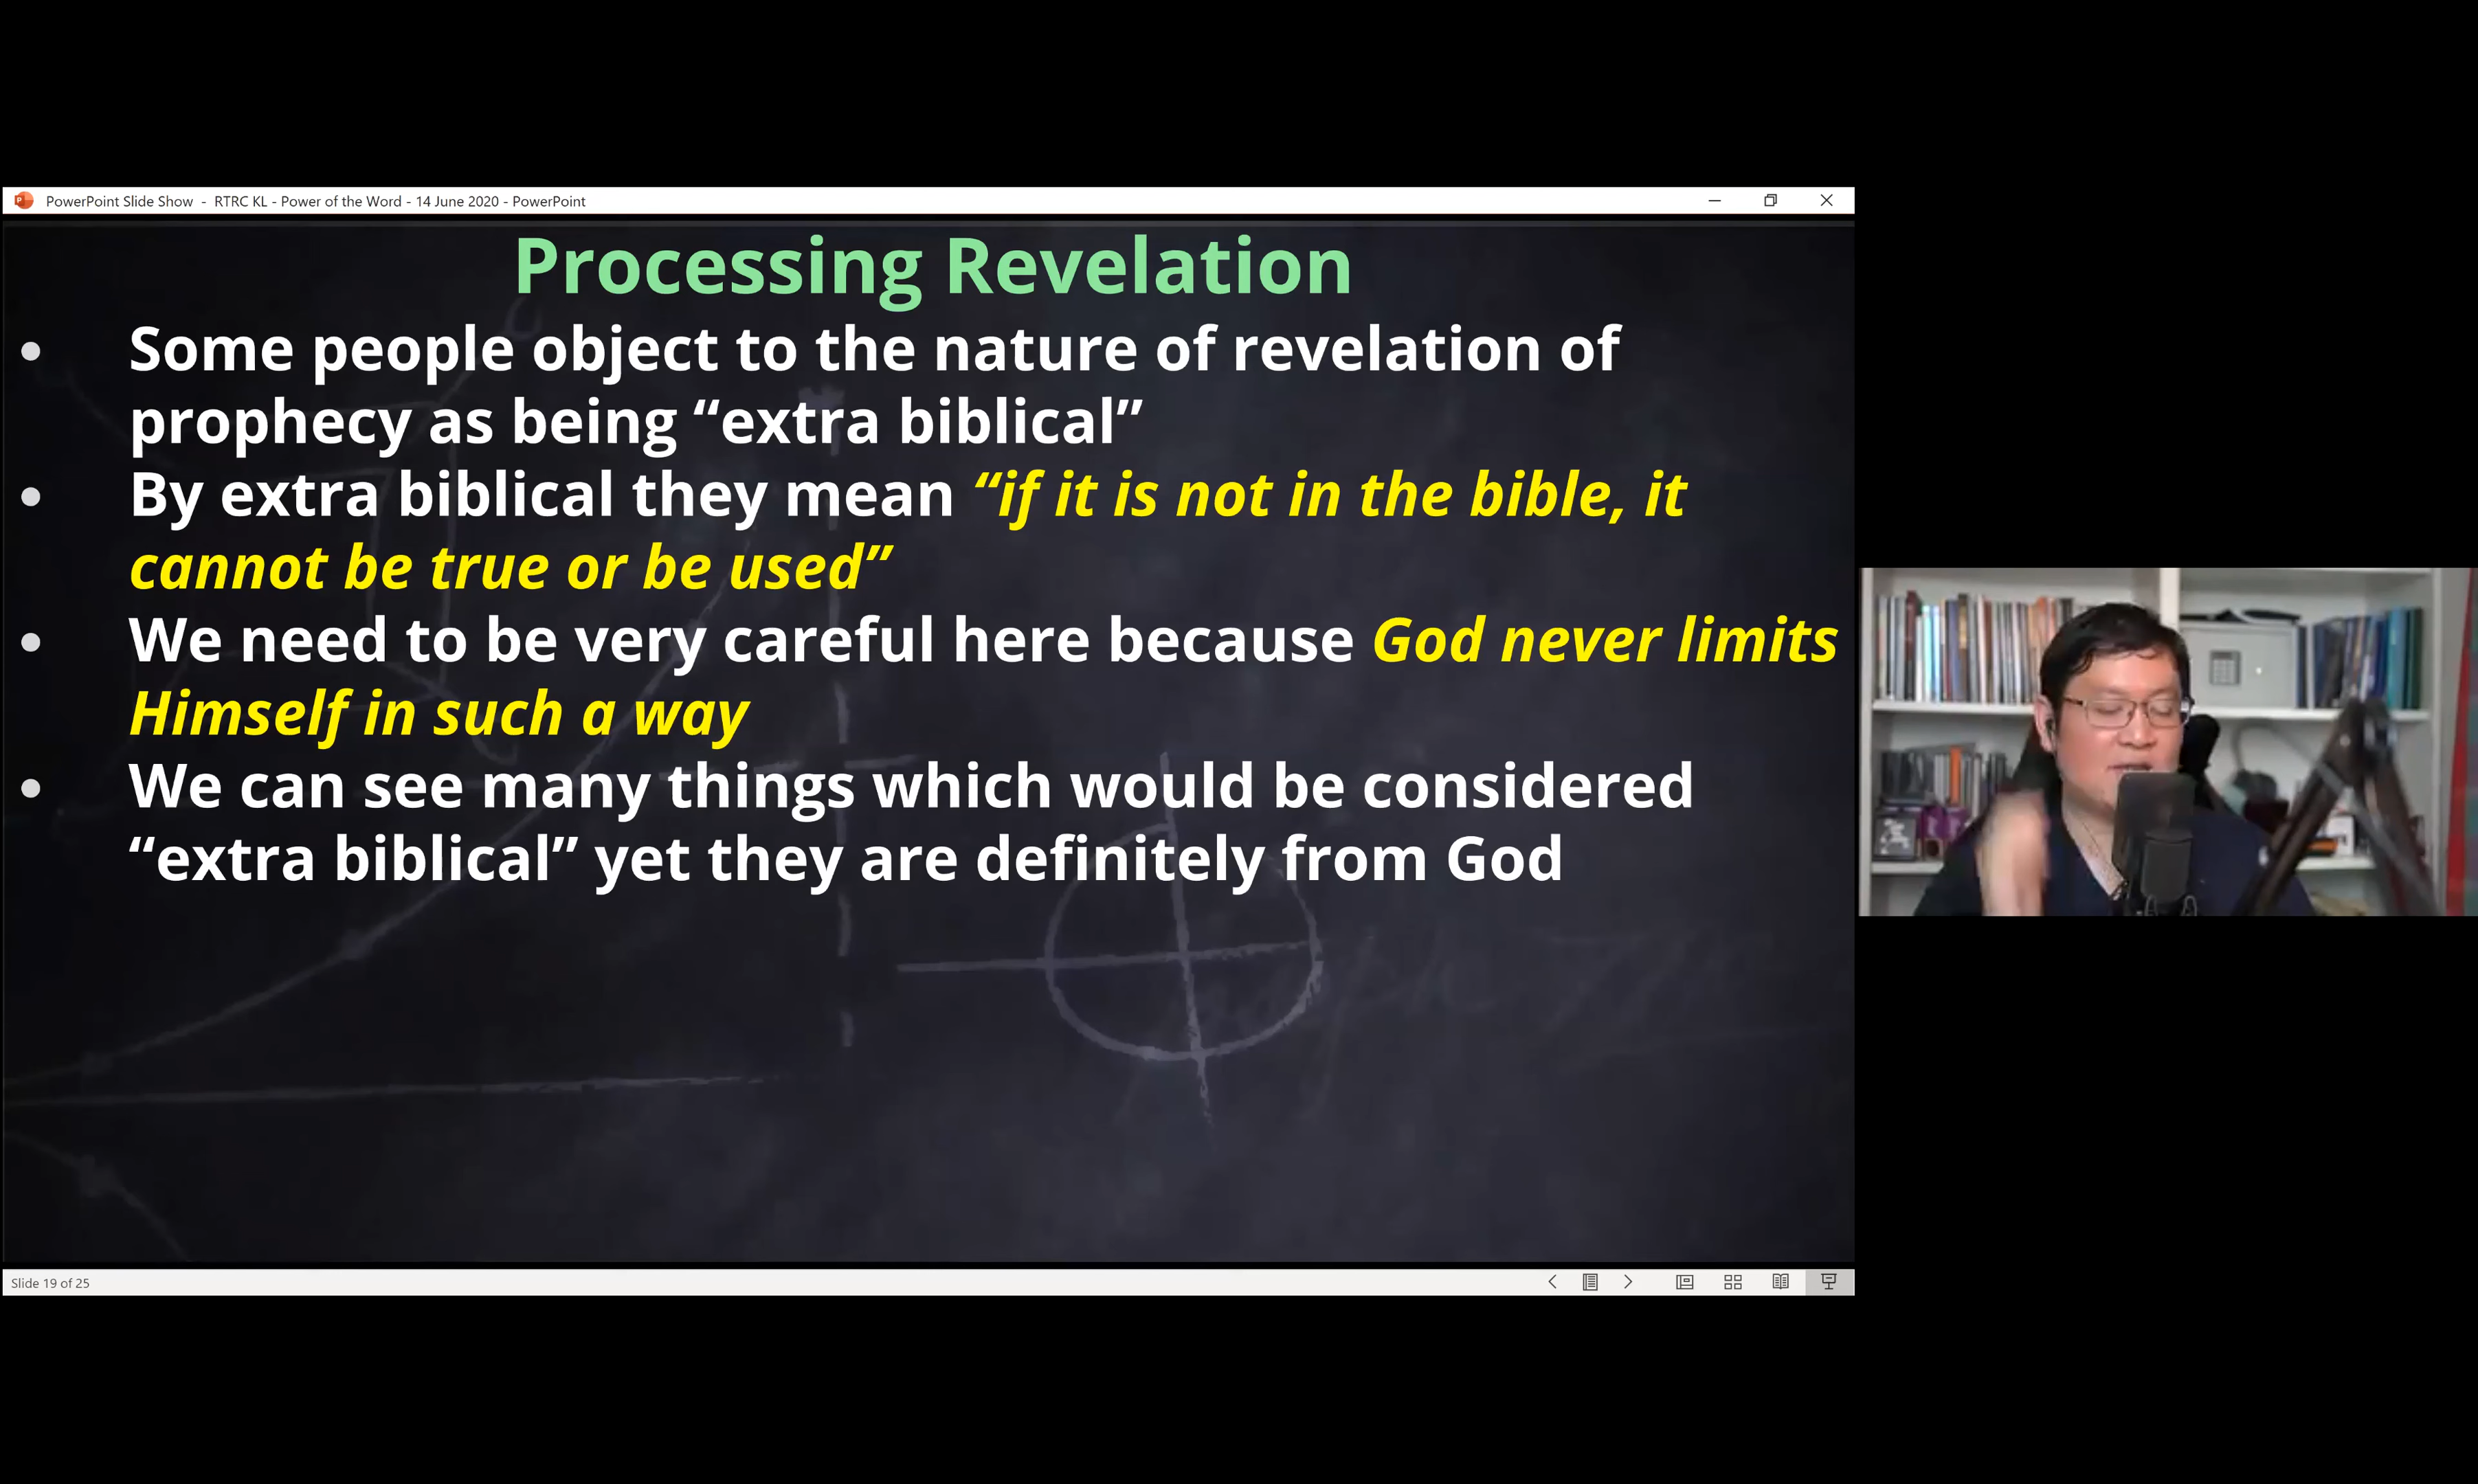 PowerPoint Slide Show - RTRC KL - Power of the Word - 14 June 2020 - PowerPoint
Processing Revelation
• Some people object to the nature of revelation of
prophecy as being “extra biblical”
• By extra biblical they mean “if it is not in the bible, it
cannot be true or be used”
• We need to be very careful here because God never limits
Himself in such a way
• We can see many things which would be considered
“extra biblical” yet they are definitely from God
Slide 19 of 25